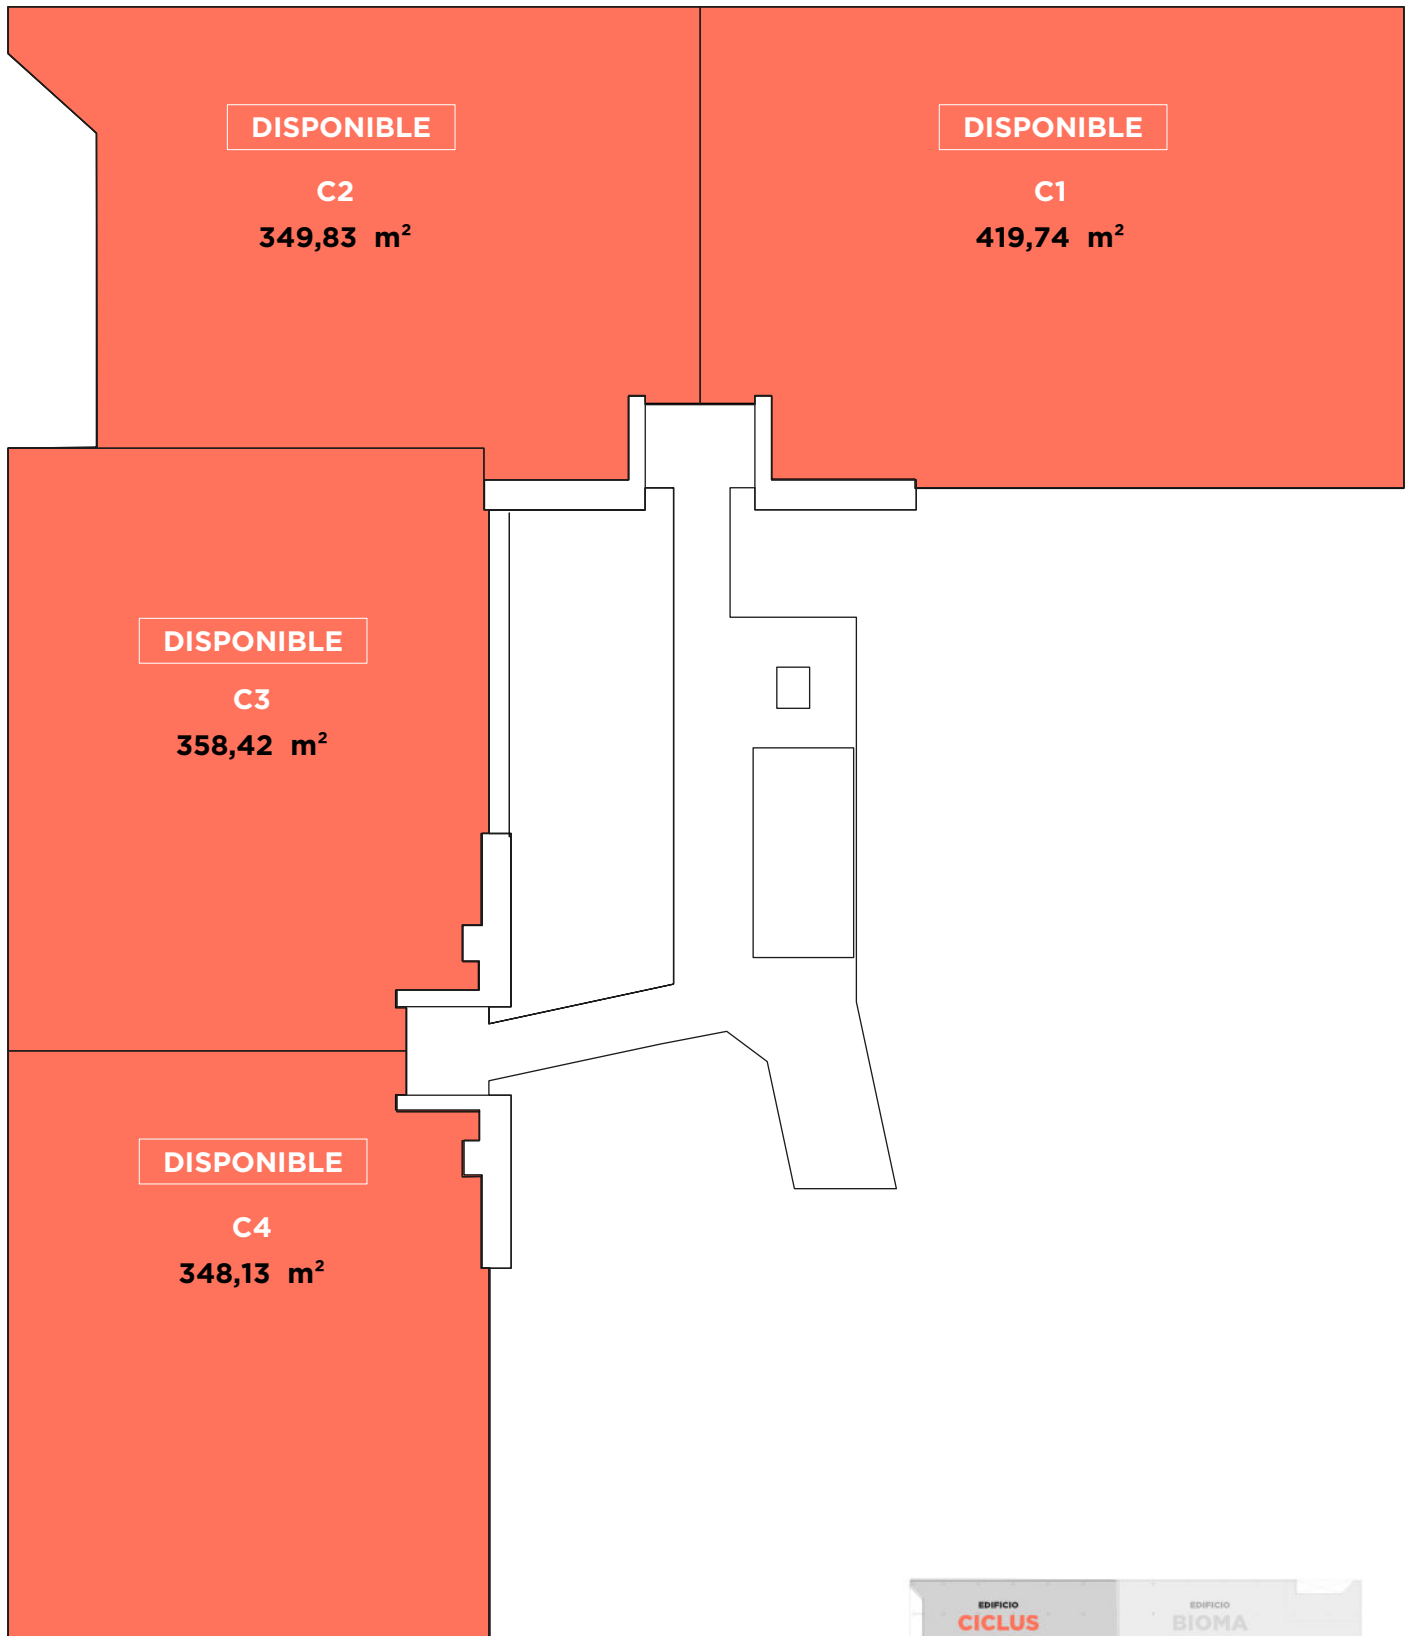 DISPONIBLE
C2
349,83 m²
DISPONIBLE
C1
419,74 m²
DISPONIBLE
C3
358,42 m²
DISPONIBLE
C4
348,13 m²
EDIFICIO
CICLUS
EDIFICIO
BIOMA